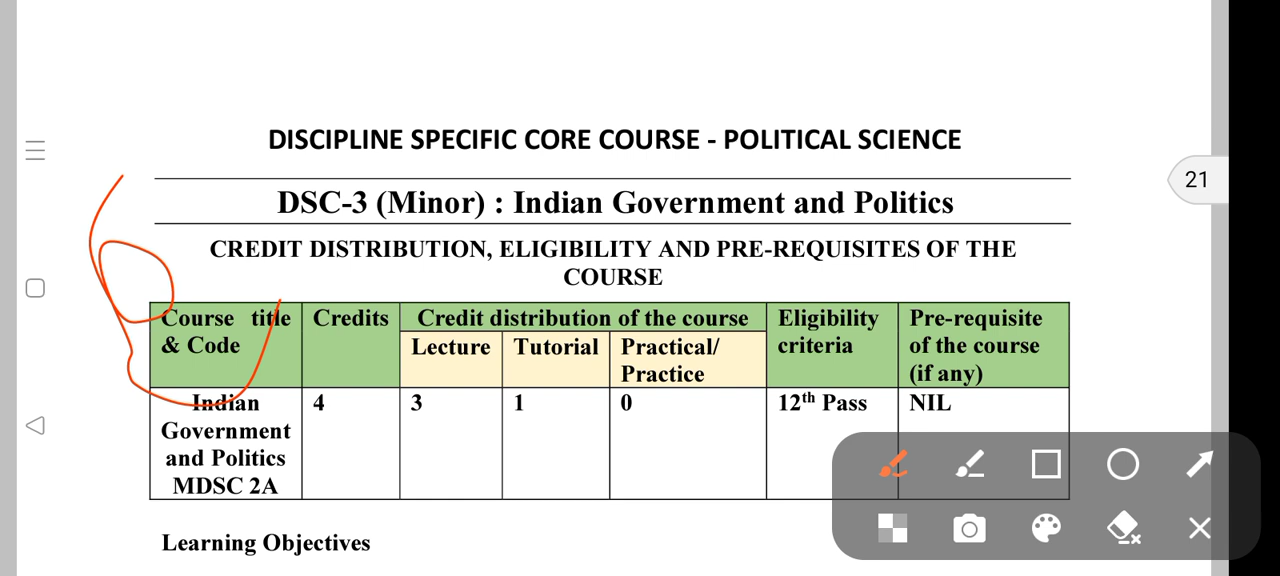 DISCIPLINE SPECIFIC CORE COURSE - POLITICAL SCIENCE
21
DSC-3 (Minor) : Indian Government and Politics
CREDIT DISTRIBUTION, ELIGIBILITY AND PRE-REQUISITES OF THE
COURSE
Course title
& Code
Credits
Credit distribution of the course
Lecture
Tutorial
Practical/
Practice
Eligibility
criteria
Pre-requisite
of the course
(if any)
Indian
Government
and Politics
MDSC 2A
4
3
1
0
12th Pass
NIL
Learning Objectives